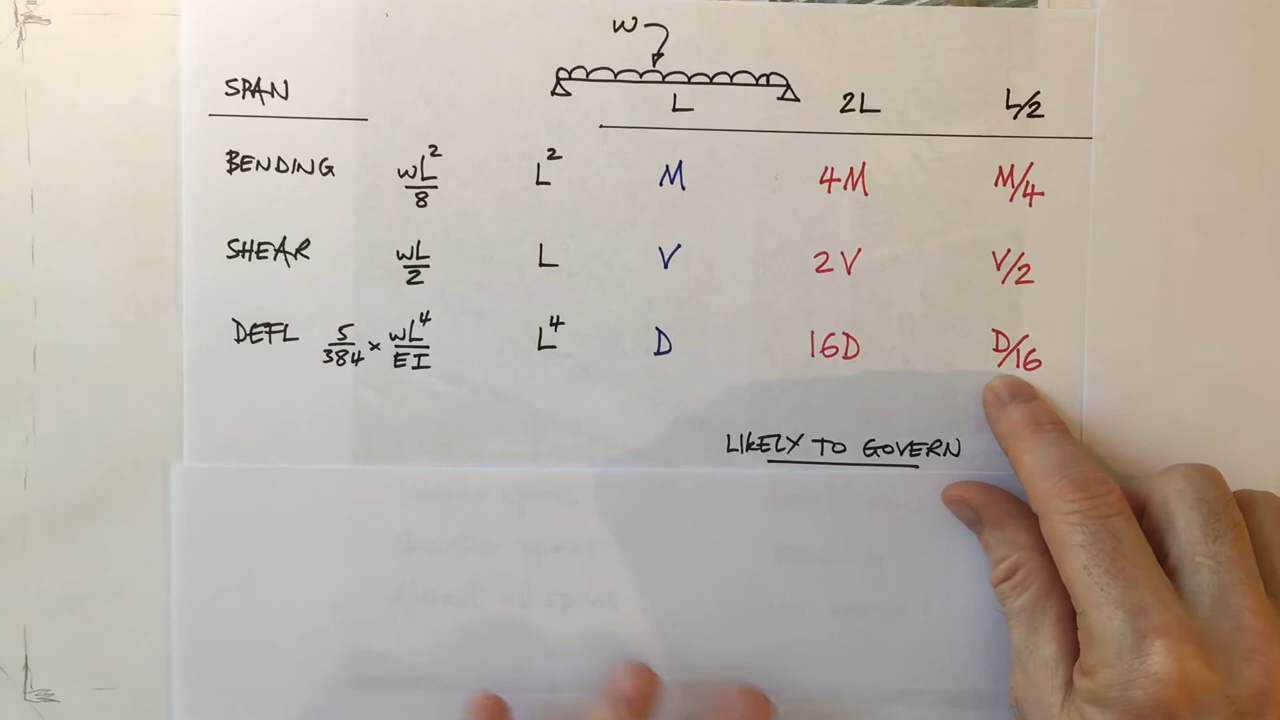 w
SPAN L 2L L/2
BENDING wL²/8 L² M 4M M/4
SHEAR wL/2 L V 2V V/2
DEFL 5/384 × wL⁴/EI L⁴ D 16D D/16
LIKELY TO GOVERN